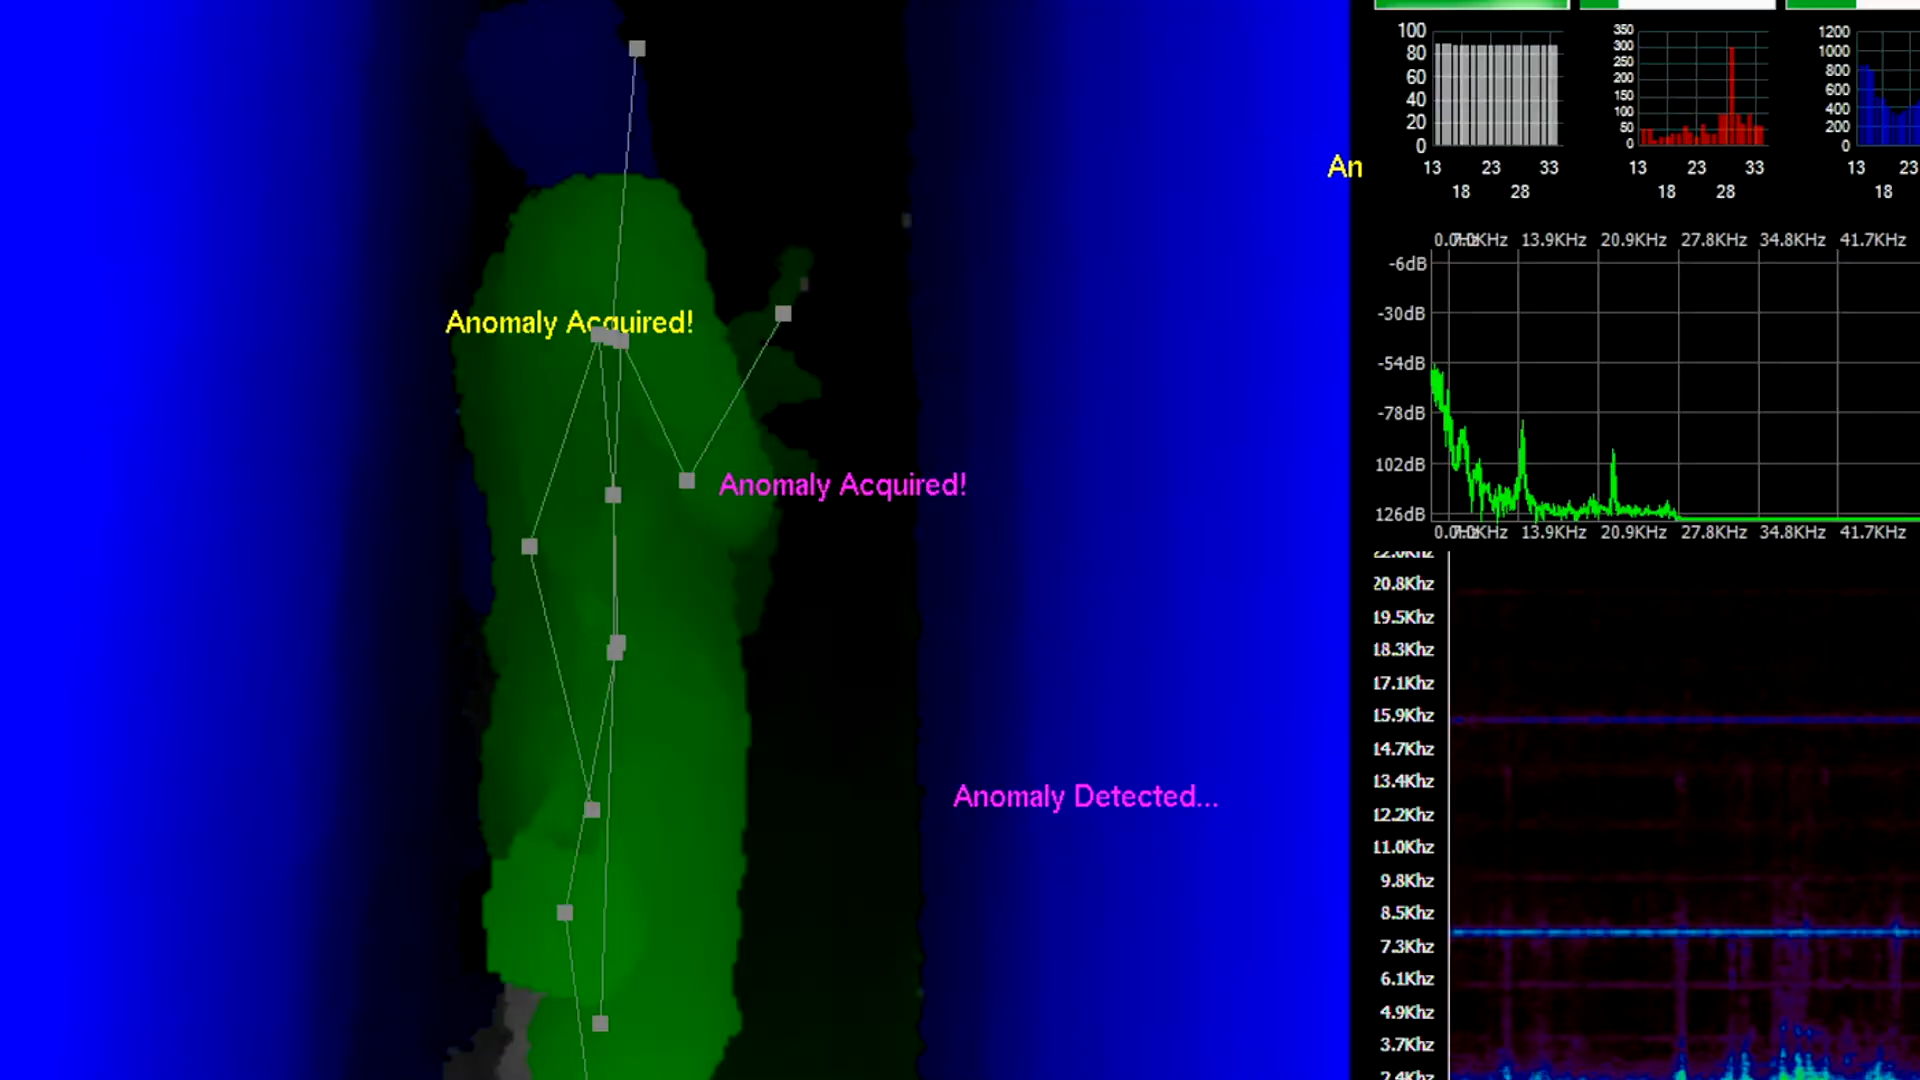 Anomaly Acquired!
Anomaly Acquired!
Anomaly Detected...
An
100
80
60
40
20
0
13 23 33
18 28
350
300
250
200
150
100
50
0
13 23 33
18 28
1200
1000
800
600
400
200
0
13 23
18
13.9KHz 20.9KHz 27.8KHz 34.8KHz 41.7KHz
-6dB
-30dB
-54dB
-78dB
102dB
126dB
13.9KHz 20.9KHz 27.8KHz 34.8KHz 41.7KHz
20.8Khz
19.5Khz
18.3Khz
17.1Khz
15.9Khz
14.7Khz
13.4Khz
12.2Khz
11.0Khz
9.8Khz
8.5Khz
7.3Khz
6.1Khz
4.9Khz
3.7Khz
2.4Khz